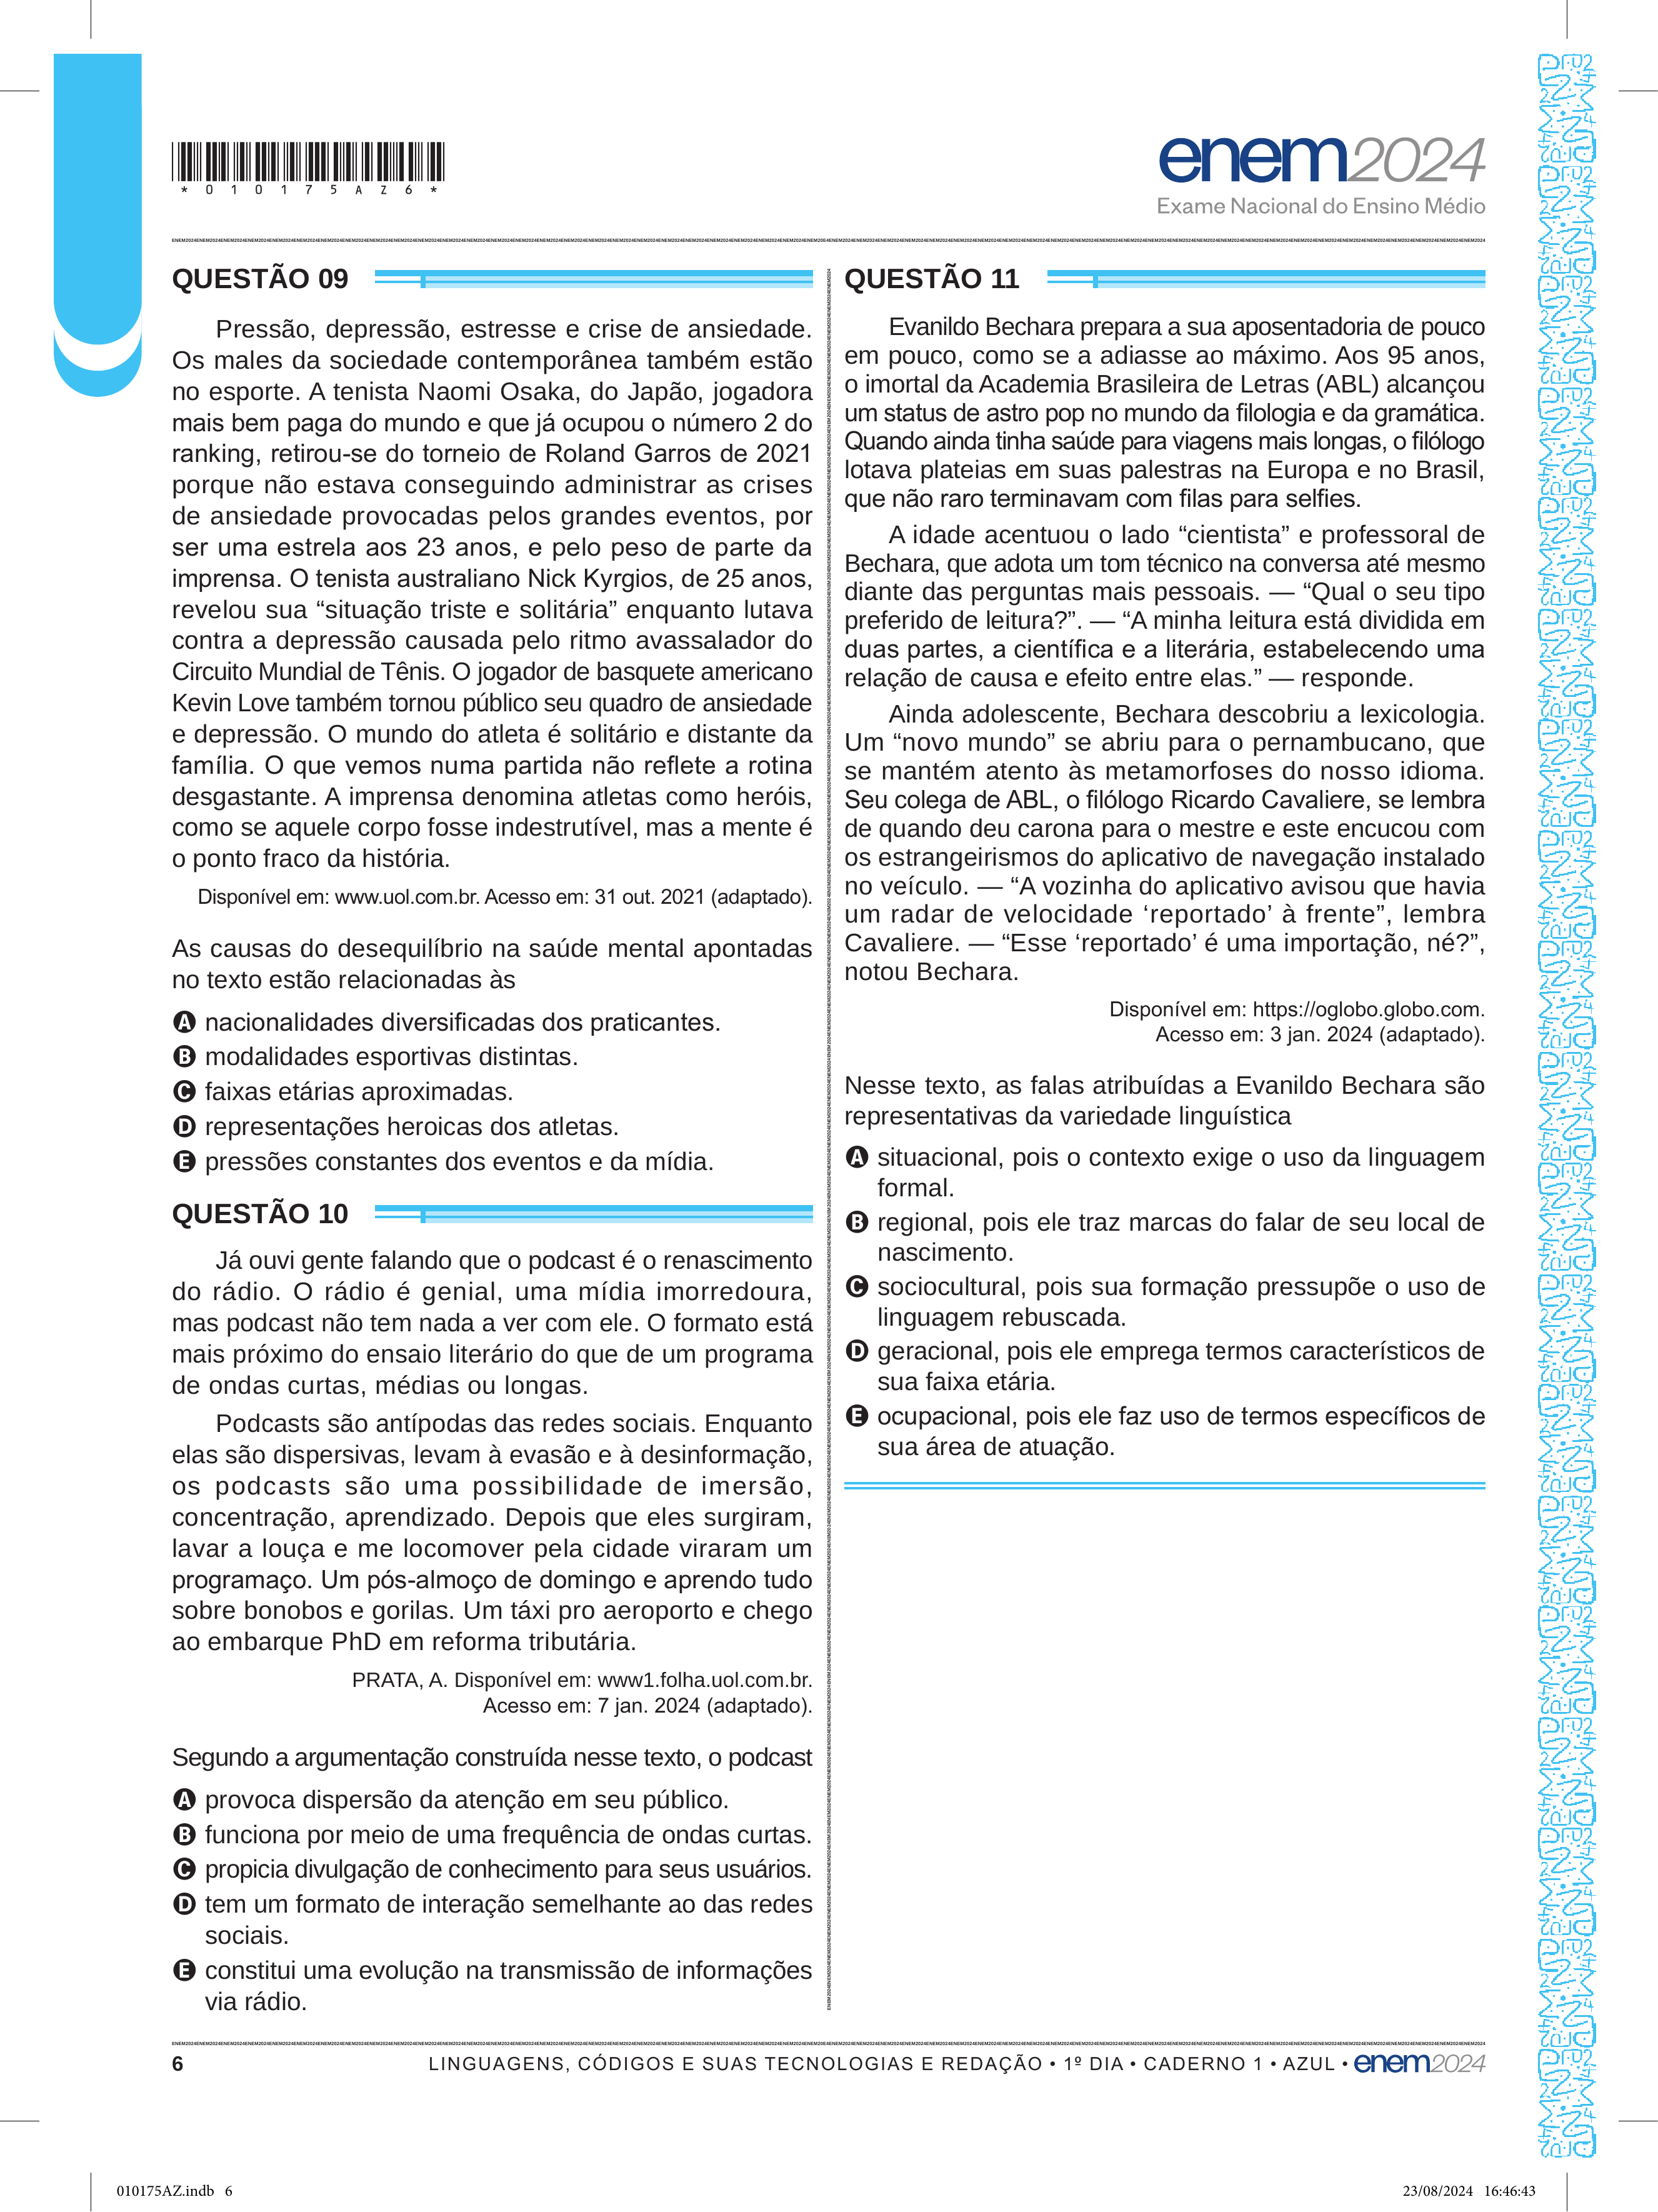 *010175AZ6*
enem2024
Exame Nacional do Ensino Médio
QUESTÃO 09
Pressão, depressão, estresse e crise de ansiedade.
Os males da sociedade contemporânea também estão
no esporte. A tenista Naomi Osaka, do Japão, jogadora
mais bem paga do mundo e que já ocupou o número 2 do
ranking, retirou-se do torneio de Roland Garros de 2021
porque não estava conseguindo administrar as crises
de ansiedade provocadas pelos grandes eventos, por
ser uma estrela aos 23 anos, e pelo peso de parte da
imprensa. O tenista australiano Nick Kyrgios, de 25 anos,
revelou sua “situação triste e solitária” enquanto lutava
contra a depressão causada pelo ritmo avassalador do
Circuito Mundial de Tênis. O jogador de basquete americano
Kevin Love também tornou público seu quadro de ansiedade
e depressão. O mundo do atleta é solitário e distante da
família. O que vemos numa partida não reflete a rotina
desgastante. A imprensa denomina atletas como heróis,
como se aquele corpo fosse indestrutível, mas a mente é
o ponto fraco da história.
Disponível em: www.uol.com.br. Acesso em: 31 out. 2021 (adaptado).
As causas do desequilíbrio na saúde mental apontadas
no texto estão relacionadas às
A nacionalidades diversificadas dos praticantes.
B modalidades esportivas distintas.
C faixas etárias aproximadas.
D representações heroicas dos atletas.
E pressões constantes dos eventos e da mídia.
QUESTÃO 10
Já ouvi gente falando que o podcast é o renascimento
do rádio. O rádio é genial, uma mídia imorredoura,
mas podcast não tem nada a ver com ele. O formato está
mais próximo do ensaio literário do que de um programa
de ondas curtas, médias ou longas.
Podcasts são antípodas das redes sociais. Enquanto
elas são dispersivas, levam à evasão e à desinformação,
os podcasts são uma possibilidade de imersão,
concentração, aprendizado. Depois que eles surgiram,
lavar a louça e me locomover pela cidade viraram um
programaço. Um pós-almoço de domingo e aprendo tudo
sobre bonobos e gorilas. Um táxi pro aeroporto e chego
ao embarque PhD em reforma tributária.
PRATA, A. Disponível em: www1.folha.uol.com.br.
Acesso em: 7 jan. 2024 (adaptado).
Segundo a argumentação construída nesse texto, o podcast
A provoca dispersão da atenção em seu público.
B funciona por meio de uma frequência de ondas curtas.
C propicia divulgação de conhecimento para seus usuários.
D tem um formato de interação semelhante ao das redes
sociais.
E constitui uma evolução na transmissão de informações
via rádio.
QUESTÃO 11
Evanildo Bechara prepara a sua aposentadoria de pouco
em pouco, como se a adiasse ao máximo. Aos 95 anos,
o imortal da Academia Brasileira de Letras (ABL) alcançou
um status de astro pop no mundo da filologia e da gramática.
Quando ainda tinha saúde para viagens mais longas, o filólogo
lotava plateias em suas palestras na Europa e no Brasil,
que não raro terminavam com filas para selfies.
A idade acentuou o lado “cientista” e professoral de
Bechara, que adota um tom técnico na conversa até mesmo
diante das perguntas mais pessoais. — “Qual o seu tipo
preferido de leitura?”. — “A minha leitura está dividida em
duas partes, a científica e a literária, estabelecendo uma
relação de causa e efeito entre elas.” — responde.
Ainda adolescente, Bechara descobriu a lexicologia.
Um “novo mundo” se abriu para o pernambucano, que
se mantém atento às metamorfoses do nosso idioma.
Seu colega de ABL, o filólogo Ricardo Cavaliere, se lembra
de quando deu carona para o mestre e este encucou com
os estrangeirismos do aplicativo de navegação instalado
no veículo. — “A vozinha do aplicativo avisou que havia
um radar de velocidade ‘reportado’ à frente”, lembra
Cavaliere. — “Esse ‘reportado’ é uma importação, né?”,
notou Bechara.
Disponível em: https://oglobo.globo.com.
Acesso em: 3 jan. 2024 (adaptado).
Nesse texto, as falas atribuídas a Evanildo Bechara são
representativas da variedade linguística
A situacional, pois o contexto exige o uso da linguagem
formal.
B regional, pois ele traz marcas do falar de seu local de
nascimento.
C sociocultural, pois sua formação pressupõe o uso de
linguagem rebuscada.
D geracional, pois ele emprega termos característicos de
sua faixa etária.
E ocupacional, pois ele faz uso de termos específicos de
sua área de atuação.
6
LINGUAGENS, CÓDIGOS E SUAS TECNOLOGIAS E REDAÇÃO • 1º DIA • CADERNO 1 • AZUL • enem2024
010175AZ.indb 6
23/08/2024 16:46:43